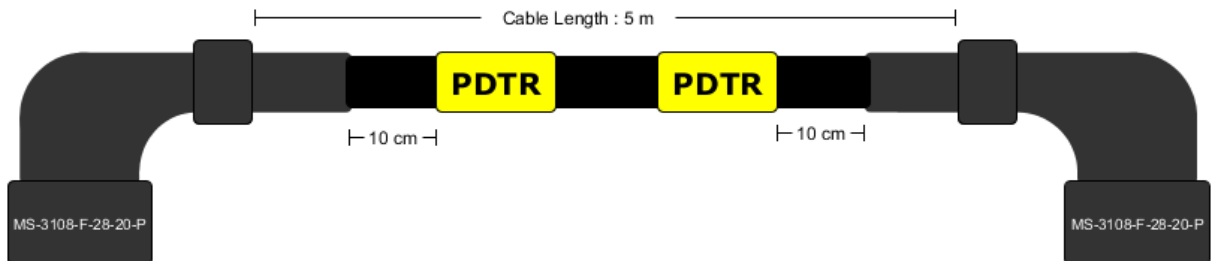 Cable Length : 5 m
PDTR
PDTR
10 cm
10 cm
MS-3108-F-28-20-P
MS-3108-F-28-20-P